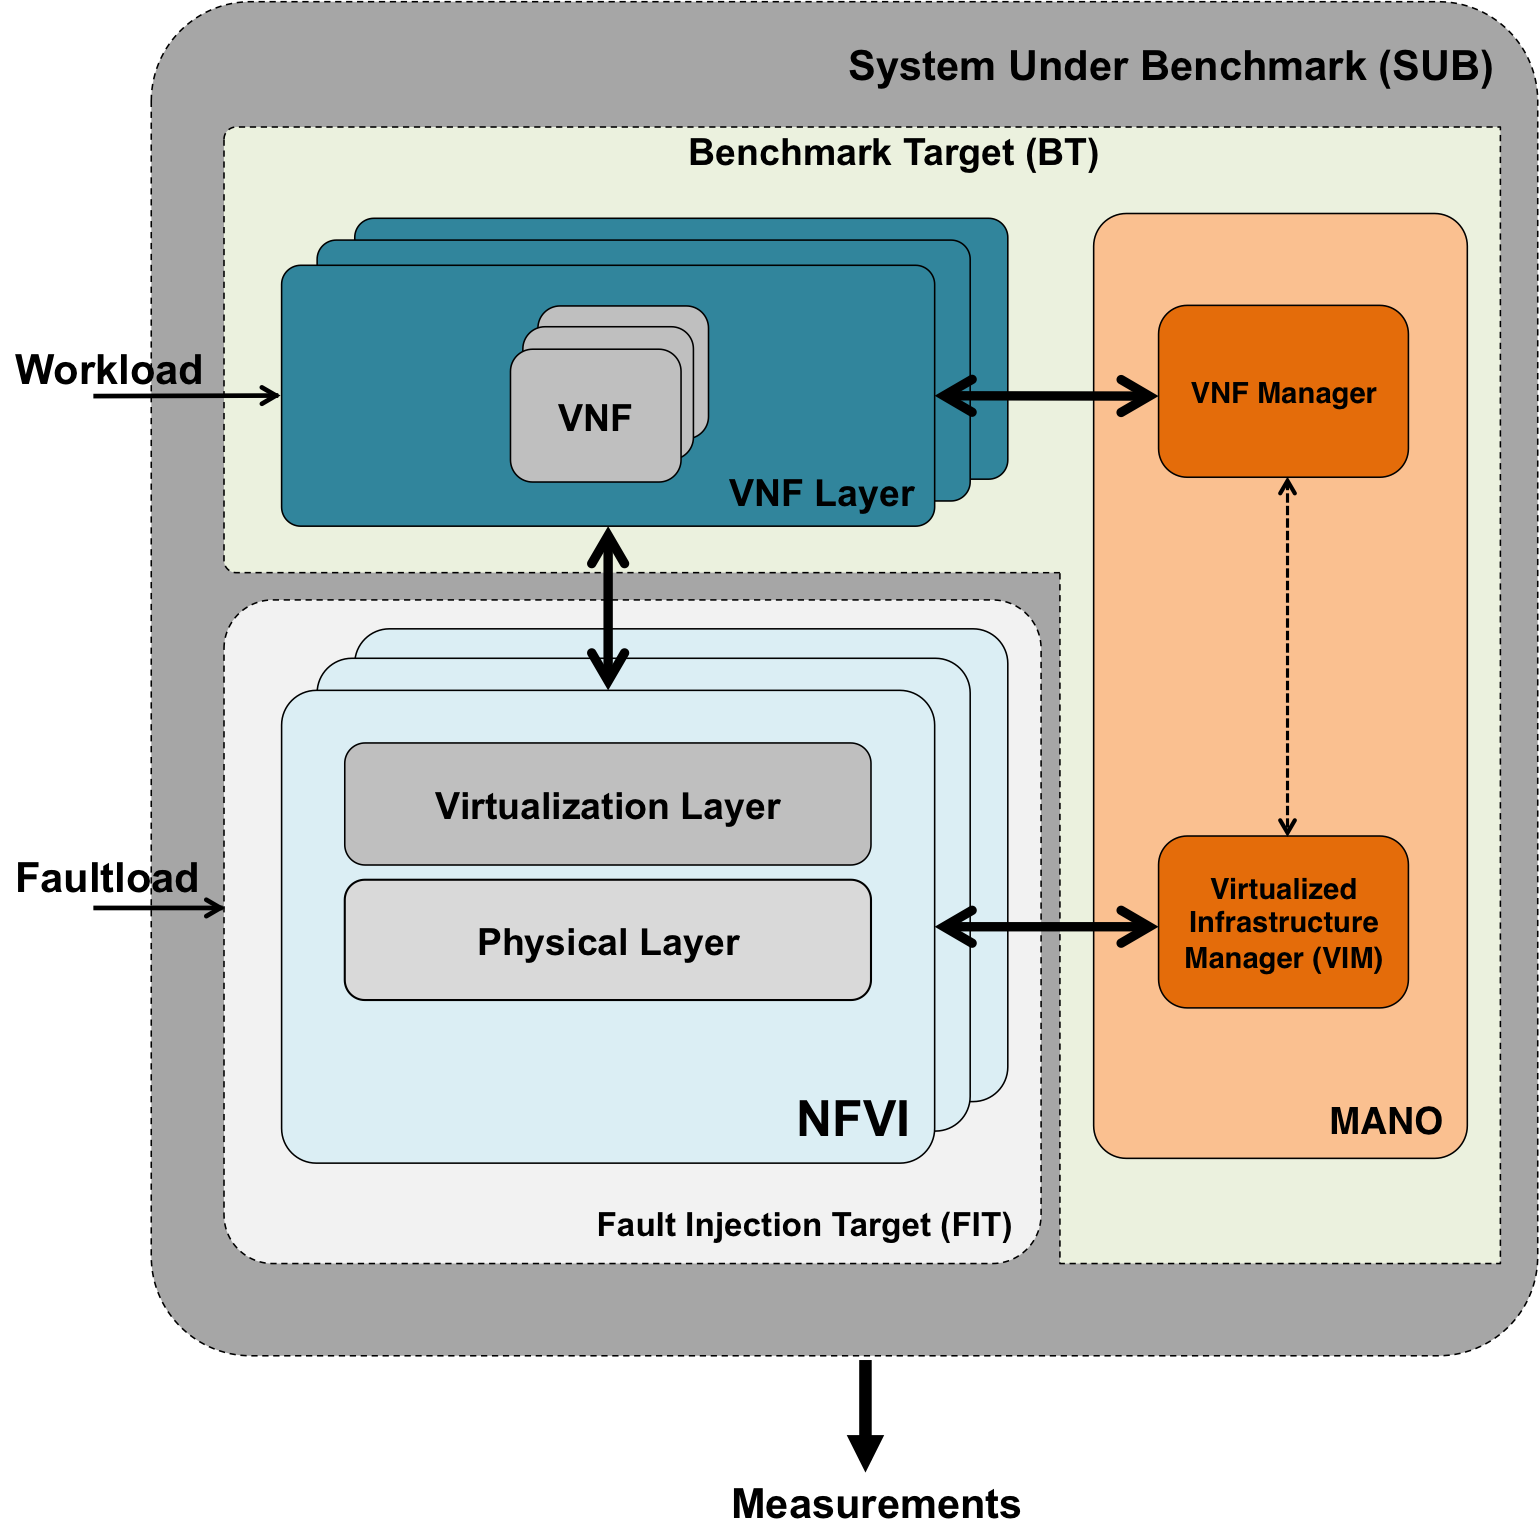 System Under Benchmark (SUB)
Benchmark Target (BT)
Workload
VNF
VNF Layer
VNF Manager
Virtualization Layer
Faultload
Physical Layer
Virtualized
Infrastructure
Manager (VIM)
NFVI
MANO
Fault Injection Target (FIT)
Measurements